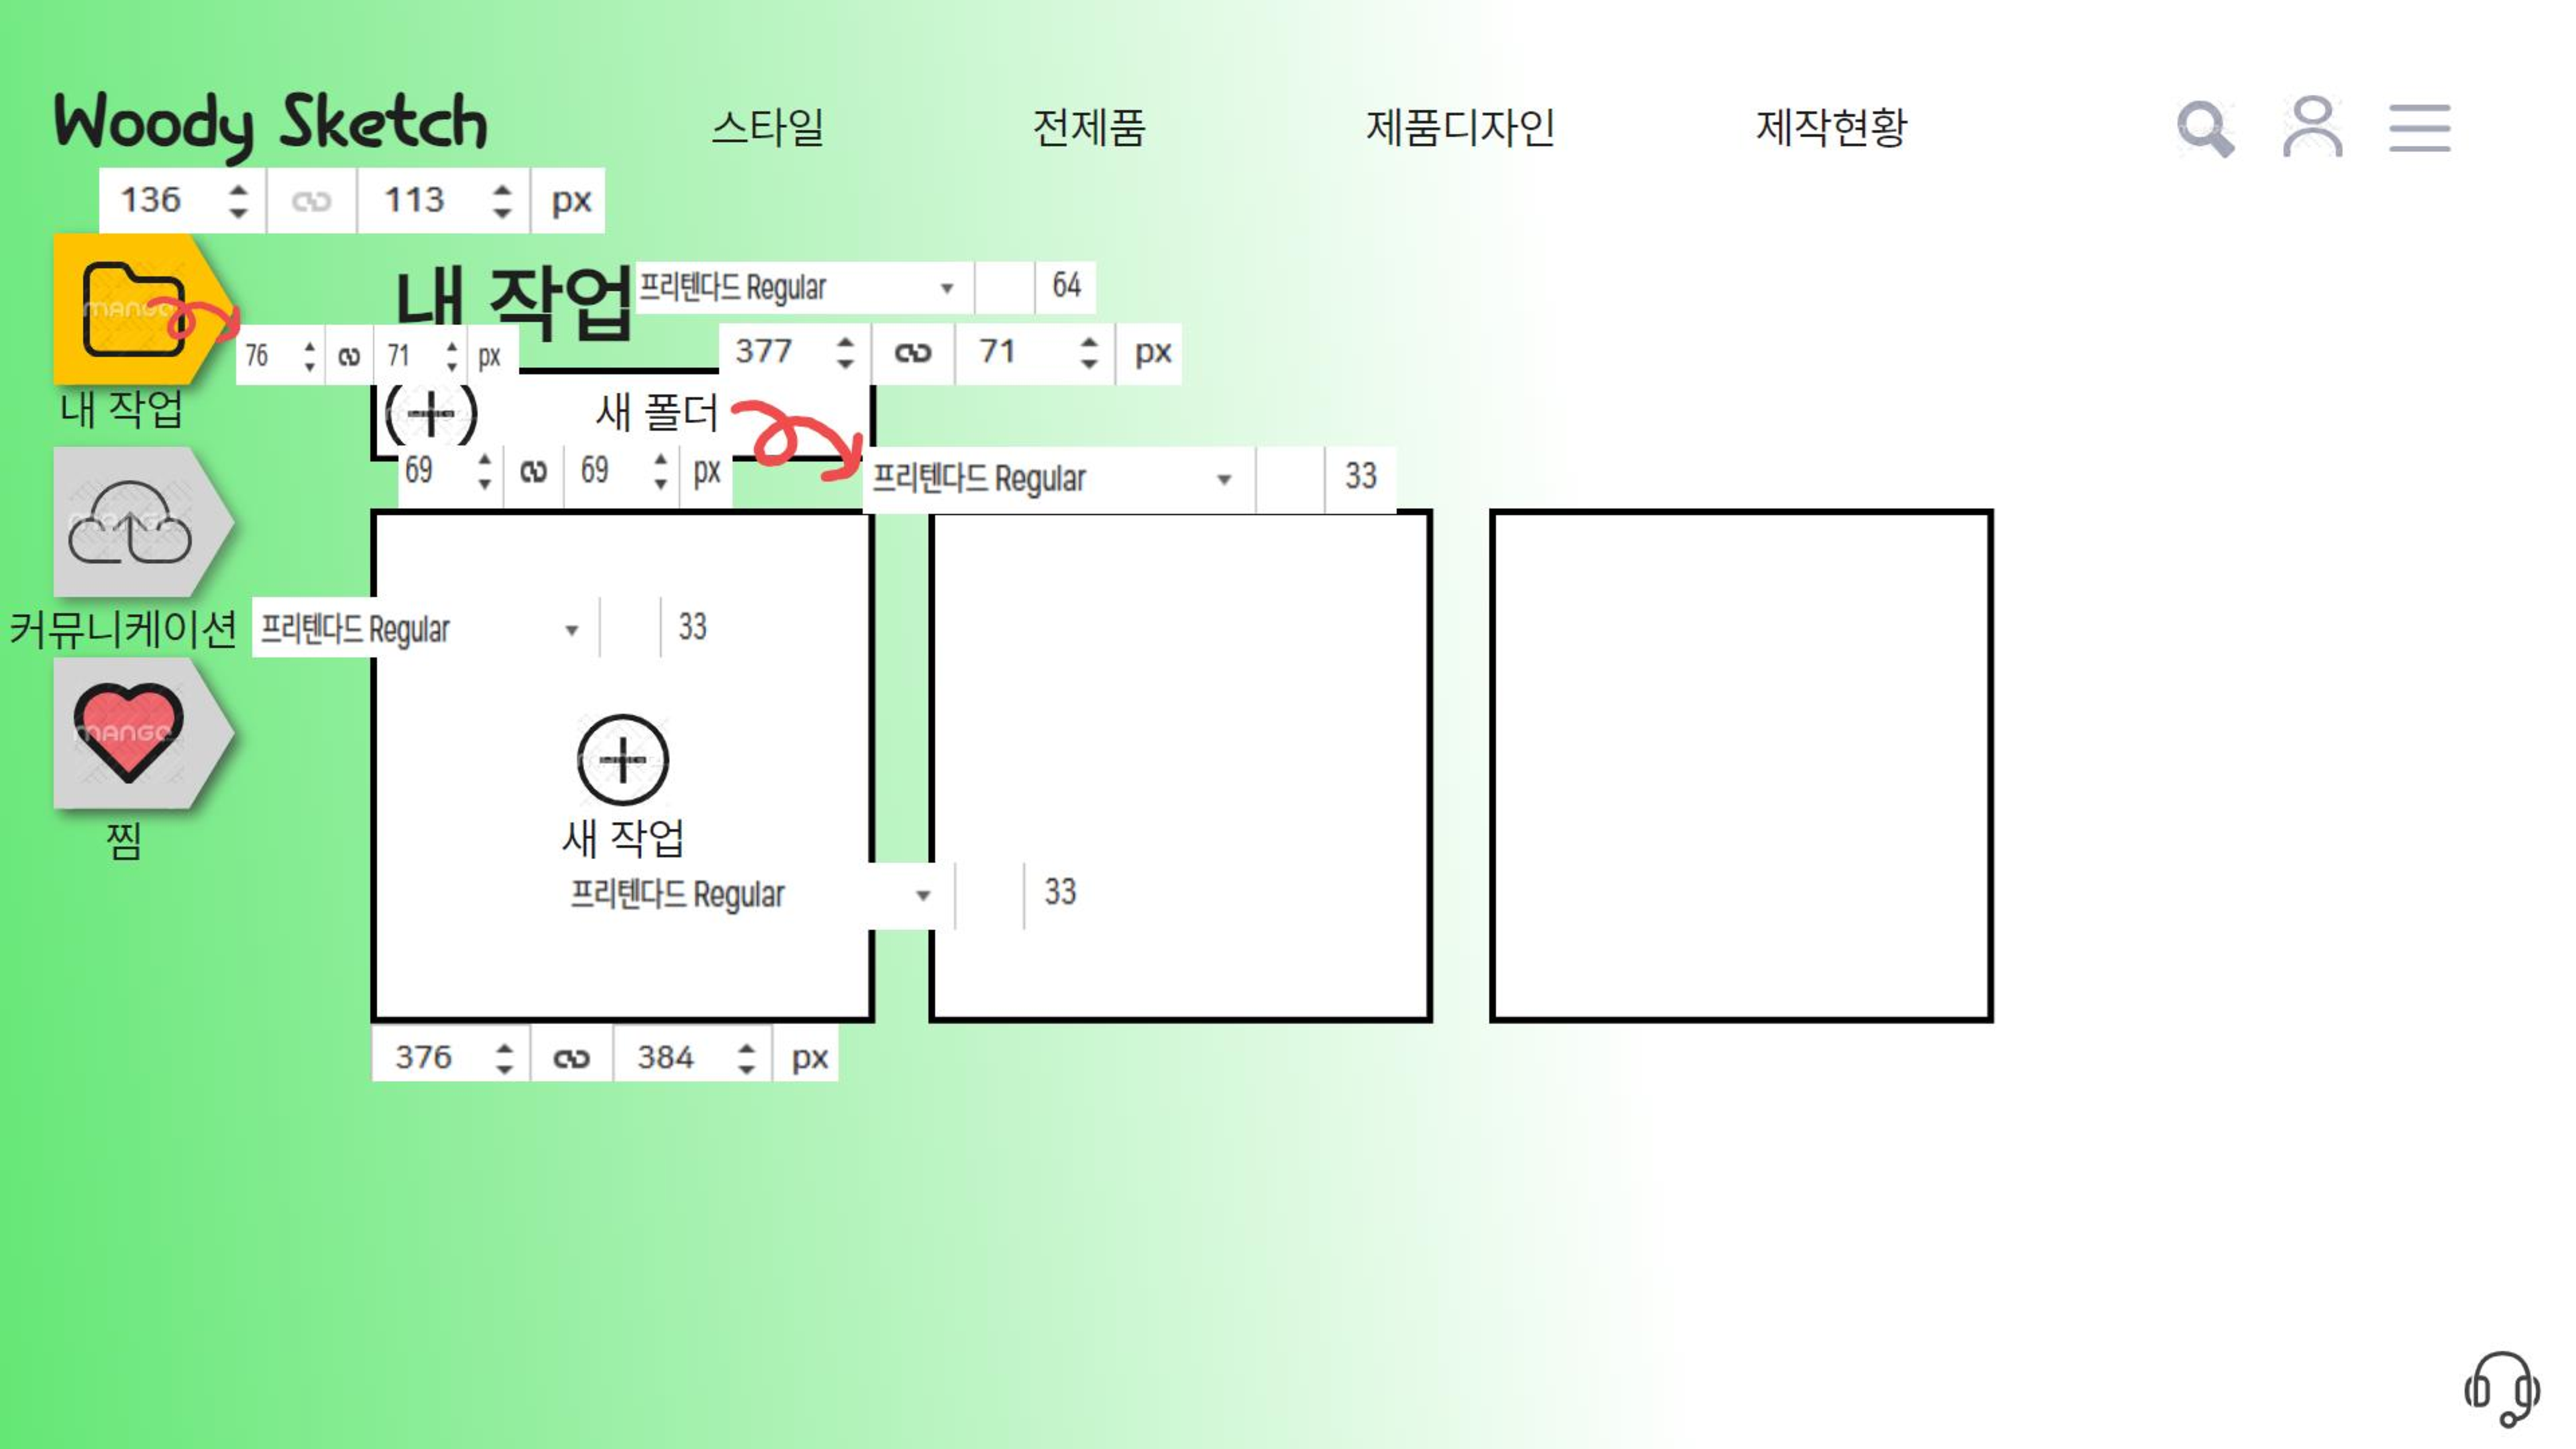 Woody Sketch
스타일
전제품
제품디자인
제작현황
136 113 px
내 작업
프리텐다드 Regular 64
76 71 px
377 71 px
내 작업
새 폴더
69 69 px
프리텐다드 Regular 33
커뮤니케이션
프리텐다드 Regular 33
찜
새 작업
프리텐다드 Regular 33
376 384 px